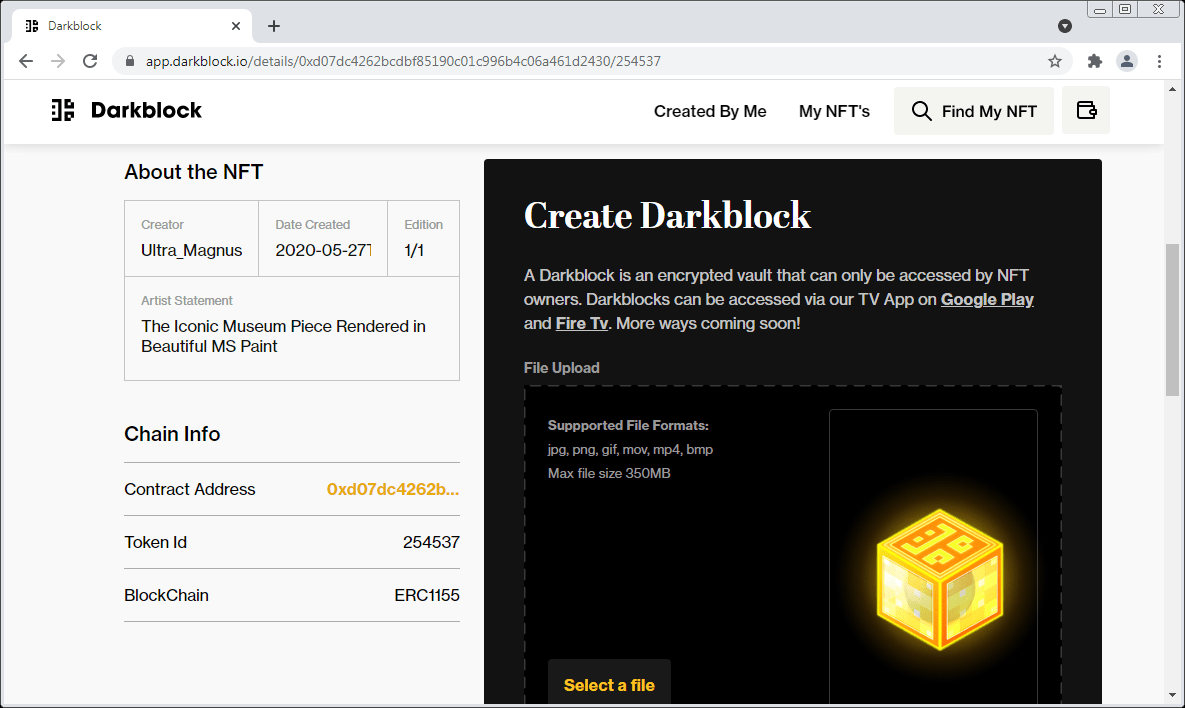 Darkblock
app.darkblock.io/details/0xd07dc4262bcdbf85190c01c996b4c06a461d2430/254537
Darkblock
Created By Me
My NFT's
Find My NFT
About the NFT
Creator
Ultra_Magnus
Date Created
2020-05-27T
Edition
1/1
Artist Statement
The Iconic Museum Piece Rendered in
Beautiful MS Paint
Chain Info
Contract Address 0xd07dc4262b...
Token Id 254537
BlockChain ERC1155
Create Darkblock
A Darkblock is an encrypted vault that can only be accessed by NFT
owners. Darkblocks can be accessed via our TV App on Google Play
and Fire Tv. More ways coming soon!
File Upload
Suppported File Formats:
jpg, png, gif, mov, mp4, bmp
Max file size 350MB
Select a file